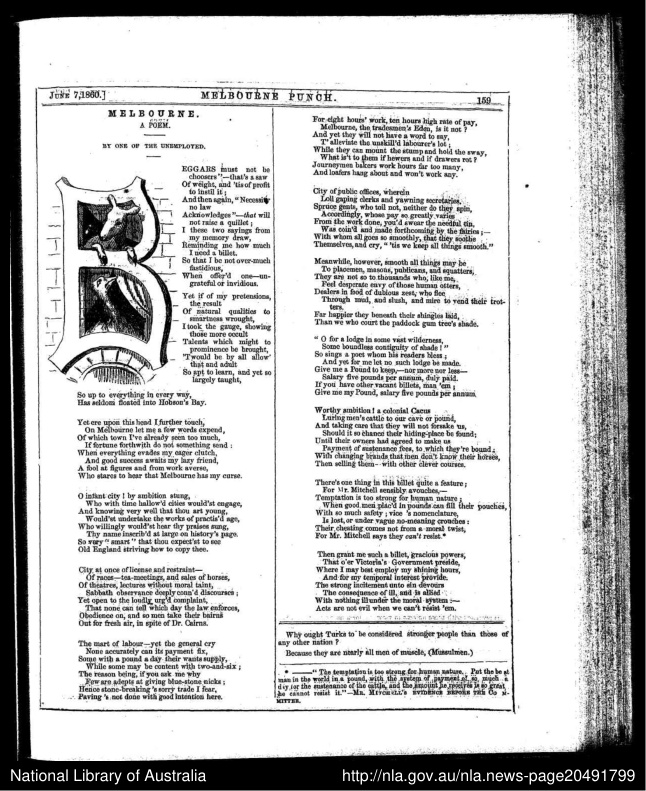 JUNE 7, 1860.]
MELBOURNE PUNCH.
159
MELBOURNE.
A POEM.
BY ONE OF THE UNEMPLOYED.
EGGARS must not be
choosers"—that's a saw
Of weight, and 'tis of profit
to instil it;
And then again, "Necessity
no law
Acknowledges"—that will
not raise a quillet;
I these two sayings from
my memory draw,
Reminding me how much
I need a billet.
So that I be not over-much
fastidious,
When offer'd one—un-
grateful or invidious.
Yet if of my pretensions,
the result
Of natural qualities to
smartness wrought,
I took the gauge, showing
those more occult
Talents which might to
prominence be brought,
'Twould be by all allow'd
that and adult
So apt to learn, and yet so
largely taught,
So up to everything in every way,
Has seldom floated into Hobson's Bay.
Yet ere upon this head I further touch,
On Melbourne let me a few words expend,
Of which town I've already seen too much,
If fortune forthwith do not something send:
When everything evades my eager clutch,
And good success awaits my lazy friend,
A fool at figures and from work averse,
Who stares to hear that Melbourne has my curse.
O infant city! by ambition stung,
Who with time hallow'd cities would'st engage,
And knowing very well that thou art young,
Would'st undertake the works of practis'd age,
Who willingly would'st hear thy praises sung,
Thy name inscrib'd at large on history's page.
So very "smart" that thou expect'st to see
Old England striving how to copy thee.
City at once of license and restraint—
Of races—tea-meetings, and sales of horses,
Of theatres, lectures without moral taint,
Sabbath observance deeply conn'd discourses;
Yet open to the loudly urg'd complaint,
That none can tell which day the law enforces,
Obedience on, and so men take their bairns
Out for fresh air, in spite of Dr. Cairns.
The mart of labour—yet the general cry
None accurately can its payment fix,
Some with a pound a day their wants supply,
While some may be content with two-and-six;
The reason being, if you ask me why
Few are adepts at giving blue-stone nicks;
Hence stone-breaking's sorry trade I fear,
Paving's not done with good intention here.
For eight hours' work, ten hours high rate of pay,
Melbourne, the tradesmen's Eden, is it not?
And yet they will not have a word to say,
T' alleviate the unskill'd labourer's lot;
While they can mount the stump and hold the sway,
What is't to them if hewers and if drawers rot?
Journeymen bakers work hours far too many,
And loafers hang about and won't work any.
City of public offices, wherein
Loll gaping clerks and yawning secretaries,
Spruce gents, who toil not, neither do they spin,
Accordingly, whose pay so greatly varies
From the work done, you'd swear the needful tin,
Was coin'd and made forthcoming by the fairies;—
With whom all goes so smoothly, that they soothe
Themselves, and cry, "'tis we keep all things smooth."
Meanwhile, however, smooth all things may be
To placemen, masons, publicans, and squatters,
They are not so to thousands who, like me,
Feel desperate envy of those human otters,
Dealers in food of dubious zest, who flee
Through mud, and slush, and mire to vend their trot-
ters.
Far happier they beneath their shingles laid,
Than we who court the paddock gum tree's shade.
"O for a lodge in some vast wilderness,
Some boundless contiguity of shade!"
So sings a poet whom his readers bless;
And yet for me let no such lodge be made.
Give me a Pound to keep,—nor more nor less—
Salary five pounds per annum, duly paid.
If you have other vacant billets, man 'em;
Give me my Pound, salary five pounds per annum.
Worthy ambition! a colonial Cacus
Luring men's cattle to our cave or pound,
And taking care that they will not forsake us,
Should it so chance their hiding-place be found;
Until their owners had agreed to make us
Payment of sustenance fees, to which they're bound;
With changing brands that men don't know their horses,
Then selling them—with other clever courses.
There's one thing in this billet quite a feature;
For Mr. Mitchell sensibly avouches,—
Temptation is too strong for human nature;
When good men plac'd in pounds can fill their pouches,
With so much safety; vice's nomenclature,
Is lost, or under vague no-meaning crouches:
Their chesting comes not from a moral twist,
For Mr. Mitchell says they can't resist.*
Then grant me such a billet, gracious powers,
That o'er Victoria's Government preside,
Where I may best employ my shining hours,
And for my temporal interest provide.
The strong incitement unto sin devours
The consequence of ill, and is allied
With nothing ill under the moral system:—
Acts are not evil when we can't resist 'em.
Why ought Turks to be considered stronger people than those of
any other nation?
Because they are nearly all men of muscle, (Mussulmen.)
* ——"The temptation is too strong for human nature. Put the best
man in the world in a pound, with the system of payment of so much a
day for the sustenance of the cattle, and the amount he receives is so great
he cannot resist it."—MR. MITCHELL'S EVIDENCE BEFORE THE COM-
MITTEE.
National Library of Australia
http://nla.gov.au/nla.news-page20491799